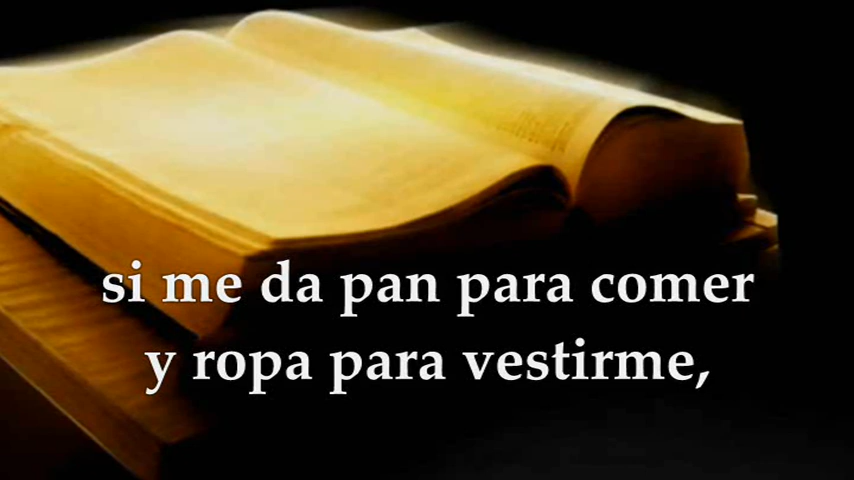 si me da pan para comer
y ropa para vestirme,